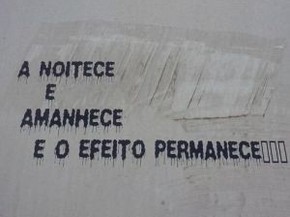 A NOITECE
E
AMANHECE
E O EFEITO PERMANECE▯▯▯